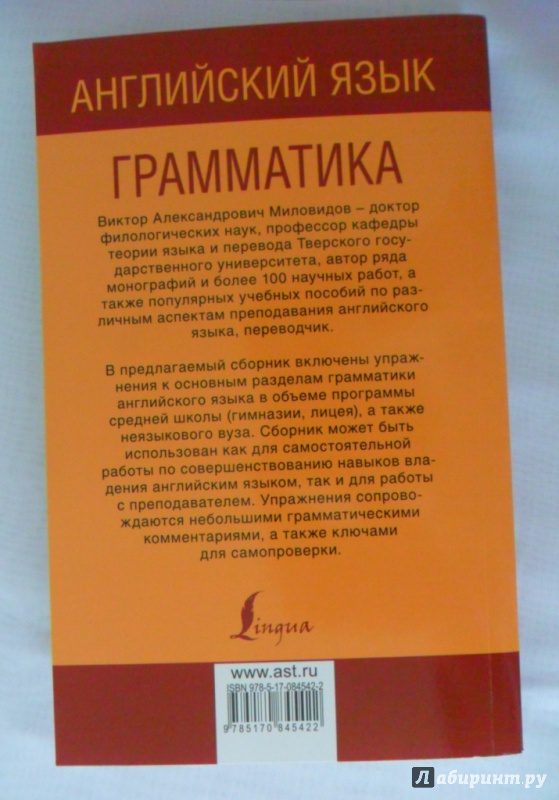 АНГЛИЙСКИЙ ЯЗЫК
ГРАММАТИКА
Виктор Александрович Миловидов – доктор
филологических наук, профессор кафедры
теории языка и перевода Тверского госу-
дарственного университета, автор ряда
монографий и более 100 научных работ, а
также популярных учебных пособий по раз-
личным аспектам преподавания английского
языка, переводчик.
В предлагаемый сборник включены упраж-
нения к основным разделам грамматики
английского языка в объеме программы
средней школы (гимназии, лицея), а также
неязыкового вуза. Сборник может быть
использован как для самостоятельной
работы по совершенствованию навыков вла-
дения английским языком, так и для работы
с преподавателем. Упражнения сопрово-
ждаются небольшими грамматическими
комментариями, а также ключами
для самопроверки.
Lingua
www.ast.ru
ISBN 978-5-17-084542-2
9 785170 845422
Лабиринт.ру